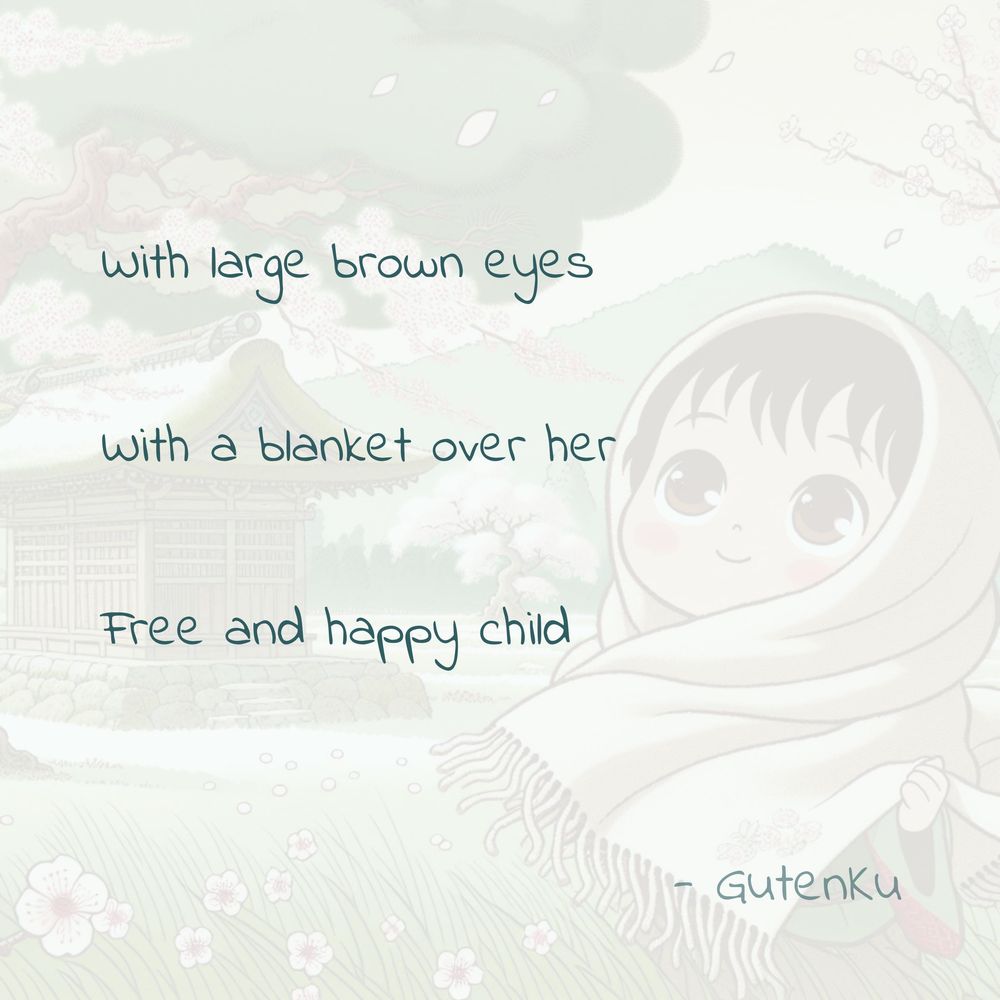 With large brown eyes
With a blanket over her
Free and happy child
- GutenKu